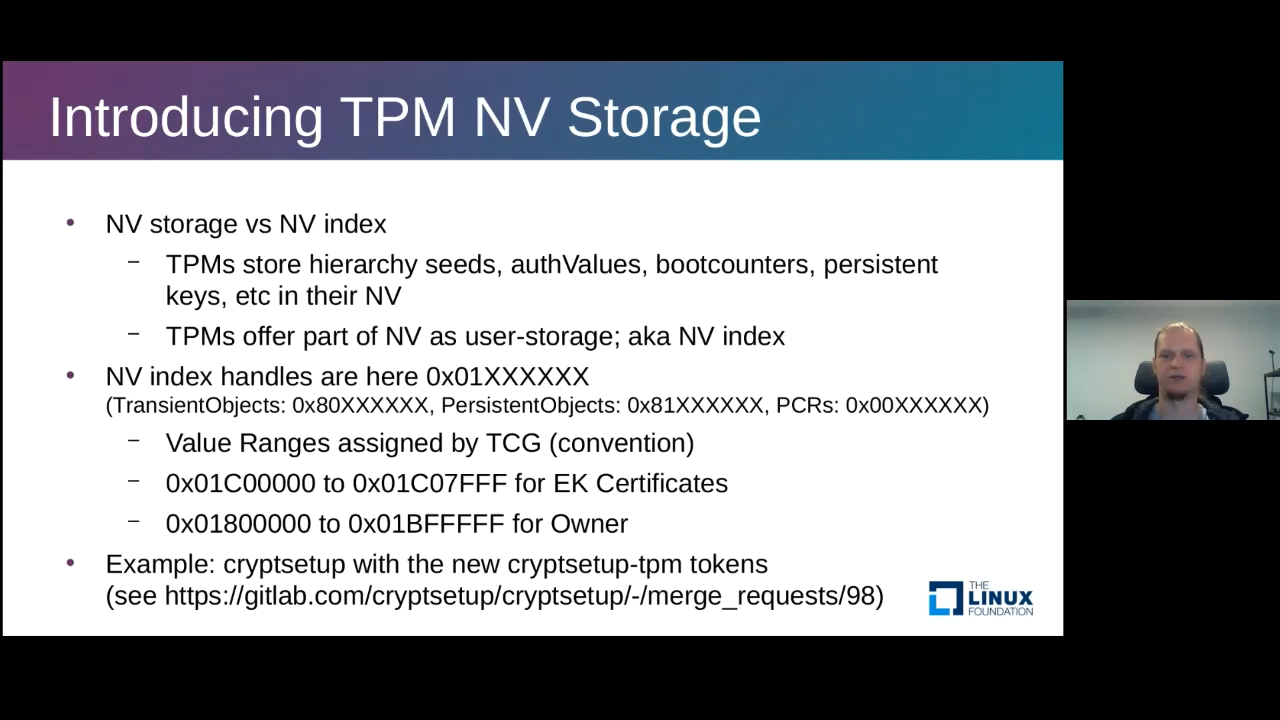 Introducing TPM NV Storage
• NV storage vs NV index
– TPMs store hierarchy seeds, authValues, bootcounters, persistent
keys, etc in their NV
– TPMs offer part of NV as user-storage; aka NV index
• NV index handles are here 0x01XXXXXX
(TransientObjects: 0x80XXXXXX, PersistentObjects: 0x81XXXXXX, PCRs: 0x00XXXXXX)
– Value Ranges assigned by TCG (convention)
– 0x01C00000 to 0x01C07FFF for EK Certificates
– 0x01800000 to 0x01BFFFFF for Owner
• Example: cryptsetup with the new cryptsetup-tpm tokens
(see https://gitlab.com/cryptsetup/cryptsetup/-/merge_requests/98)
THE
LINUX
FOUNDATION